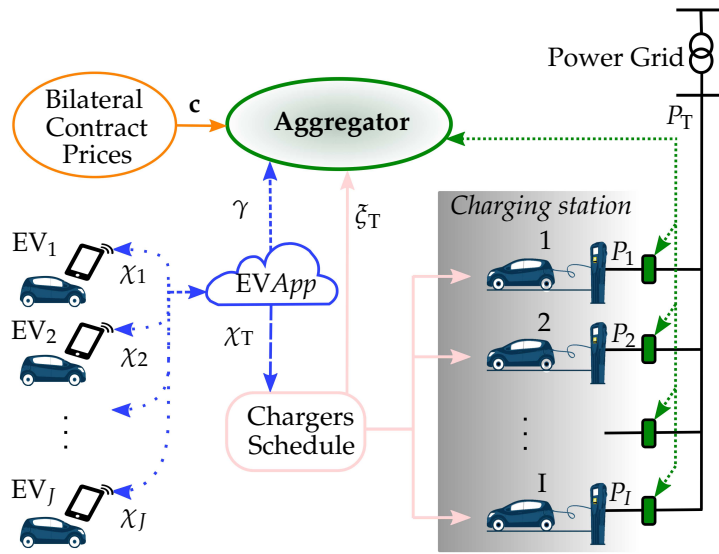 Power Grid
P_T
Bilateral
Contract
Prices
c
Aggregator
γ
ξ_T
Charging station
EV_1
χ_1
EVApp
1
P_1
EV_2
χ_2
χ_T
2
P_2
⋮
Chargers
Schedule
⋮
EV_J
χ_J
I
P_I